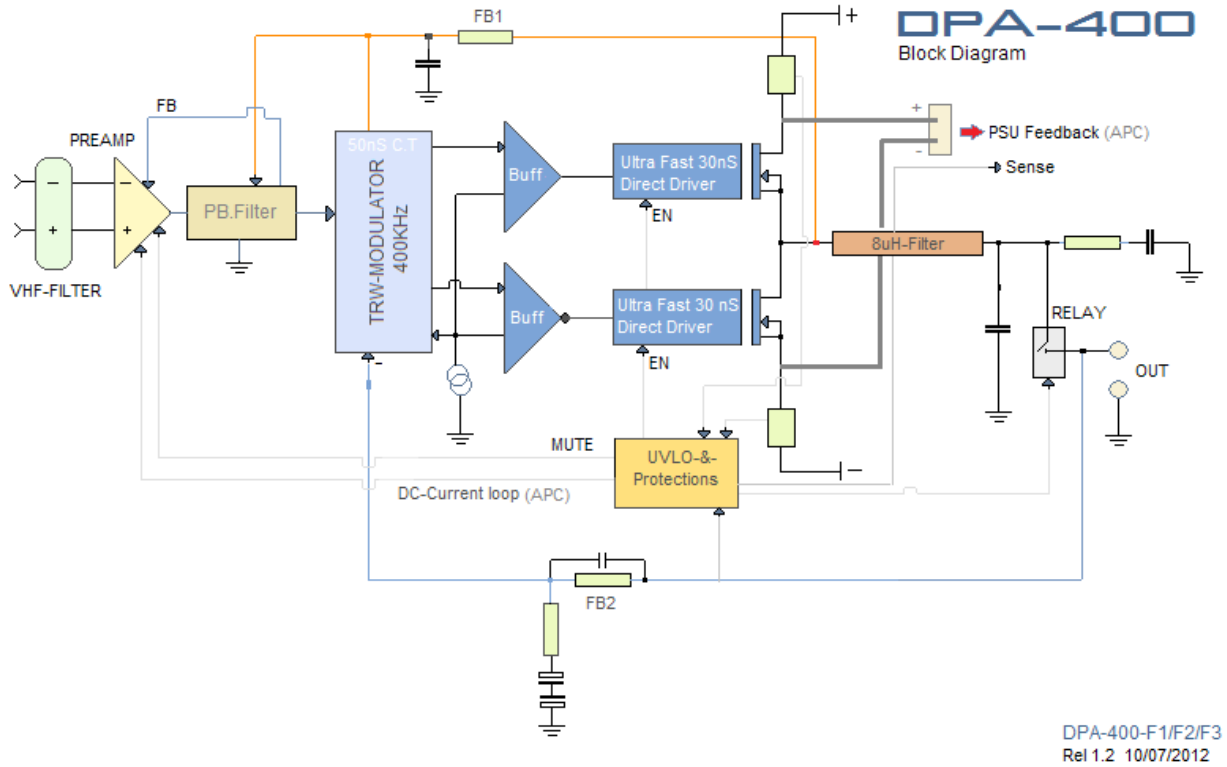 DPA-400
Block Diagram
FB1
FB
PREAMP
VHF-FILTER
PB.Filter
50nS C.T
TRW-MODULATOR
400KHz
Buff
Buff
Ultra Fast 30nS
Direct Driver
EN
Ultra Fast 30 nS
Direct Driver
EN
+
+
-
PSU Feedback (APC)
Sense
8uH-Filter
RELAY
OUT
−
+
−
+
-
MUTE
DC-Current loop (APC)
UVLO-&-
Protections
−
FB2
DPA-400-F1/F2/F3
Rel 1.2 10/07/2012